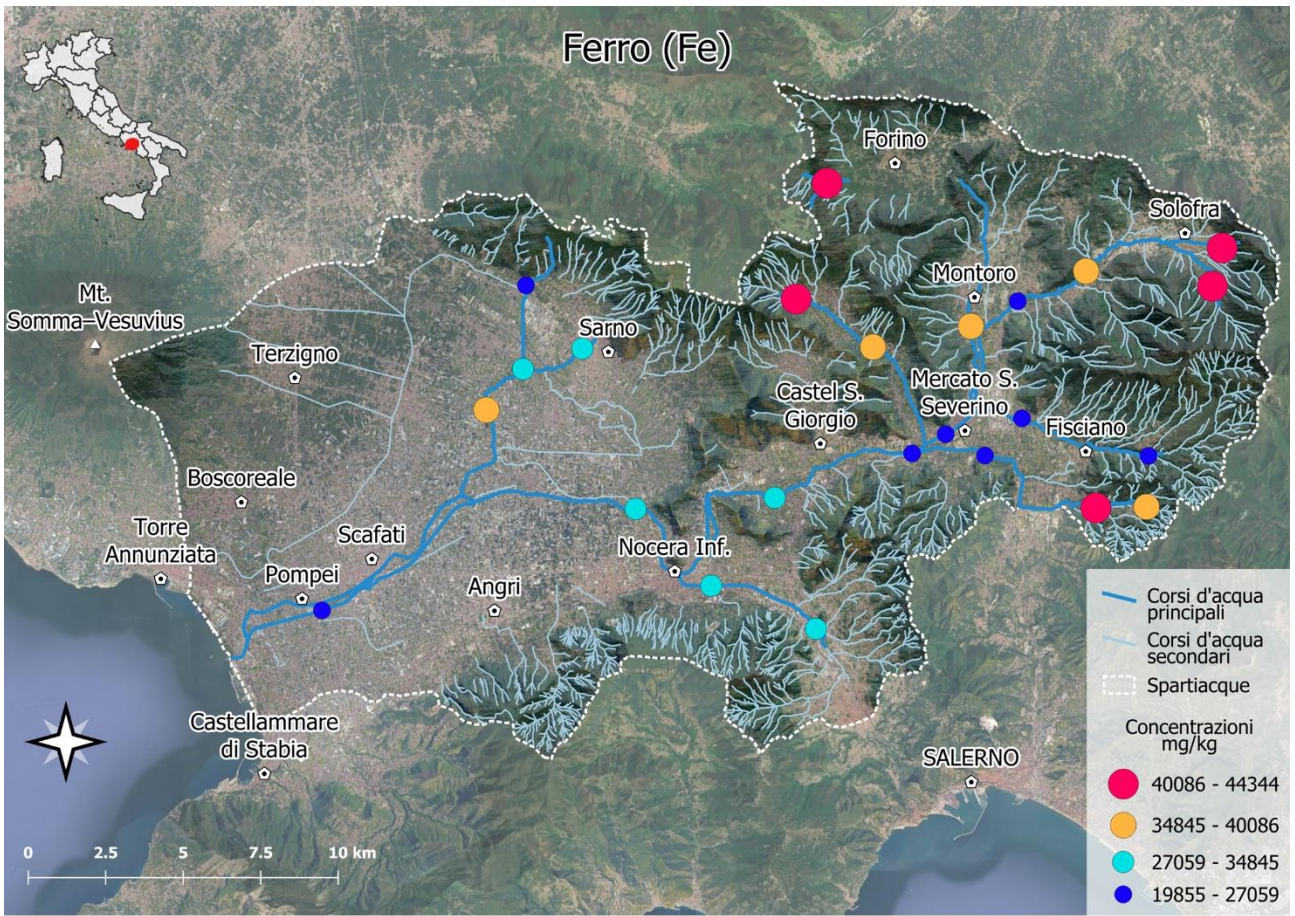 Ferro (Fe)
Forino
Solofra
Montoro
Mt.
Somma–Vesuvius
Sarno
Terzigno
Castel S.
Giorgio
Mercato S.
Severino
Fisciano
Boscoreale
Torre
Annunziata
Scafati
Nocera Inf.
Pompei
Angri
Castellammare
di Stabia
SALERNO
0 2.5 5 7.5 10 km
Corsi d'acqua
principali
Corsi d'acqua
secondari
Spartiacque
Concentrazioni
mg/kg
40086 - 44344
34845 - 40086
27059 - 34845
19855 - 27059